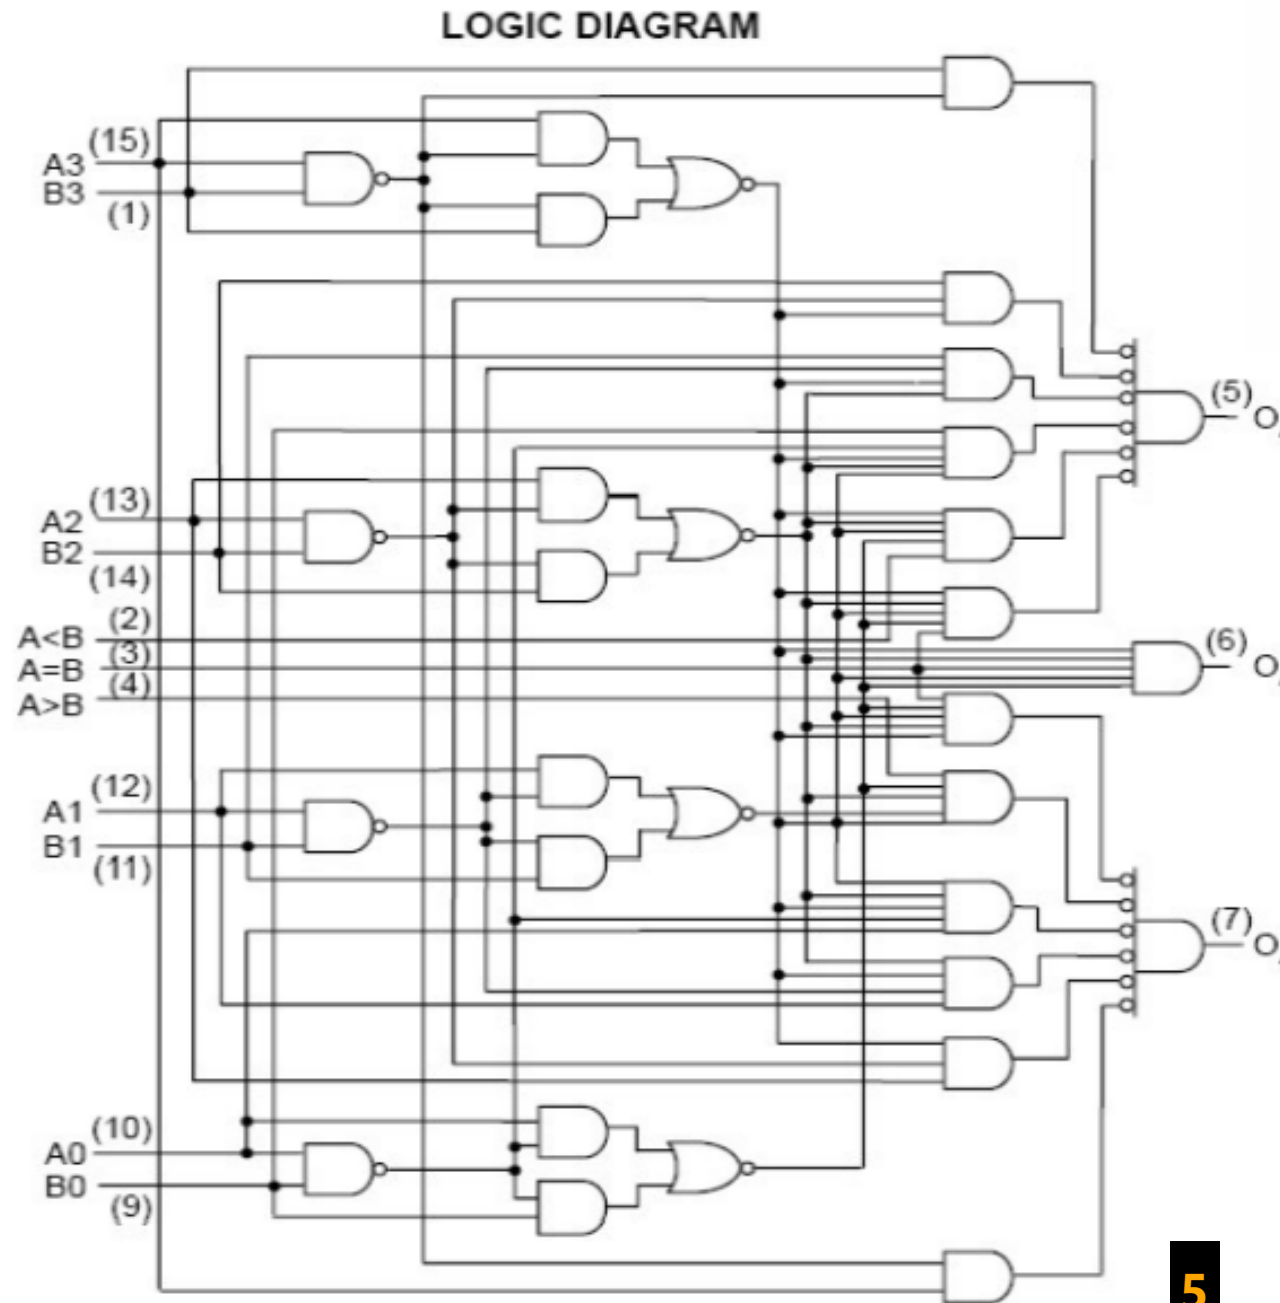 LOGIC DIAGRAM
A3 (15)
B3
(1)
(13)
A2
B2
(14)
(2)
A<B
(3)
A=B
(4)
A>B
(12)
A1
B1
(11)
(10)
A0
B0
(9)
(5)
O
(6)
O
(7)
O
5